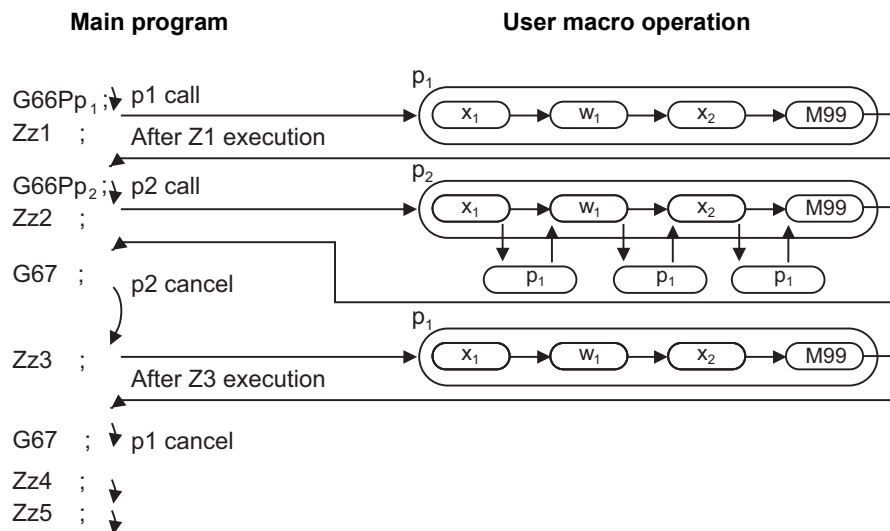 Main program User macro operation
p₁
G66Pp₁ ; p1 call
x₁ w₁ x₂ M99
Zz1 ; After Z1 execution
p₂
G66Pp₂ ; p2 call
x₁ w₁ x₂ M99
Zz2 ;
p₁ p₁ p₁
G67 ; p2 cancel
p₁
Zz3 ; x₁ w₁ x₂ M99
After Z3 execution
G67 ; p1 cancel
Zz4 ;
Zz5 ;